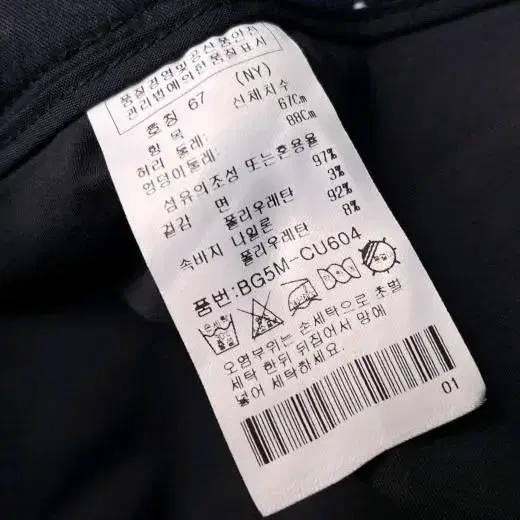 품질경영및공산품안전
관리법에의한품질표시
호칭 67 (NY)
항 목 신체치수
허리 둘레: 67Cm
엉덩이둘레: 88Cm
섬유의조성 또는혼용율
겉감 면 97%
폴리우레탄 3%
속바지 나일론 92%
폴리우레탄 8%
품번: BG5M-CU604
오염부위는 손세탁으로 초벌
세탁 한뒤 뒤집어서 망에
넣어 세탁하세요.
01